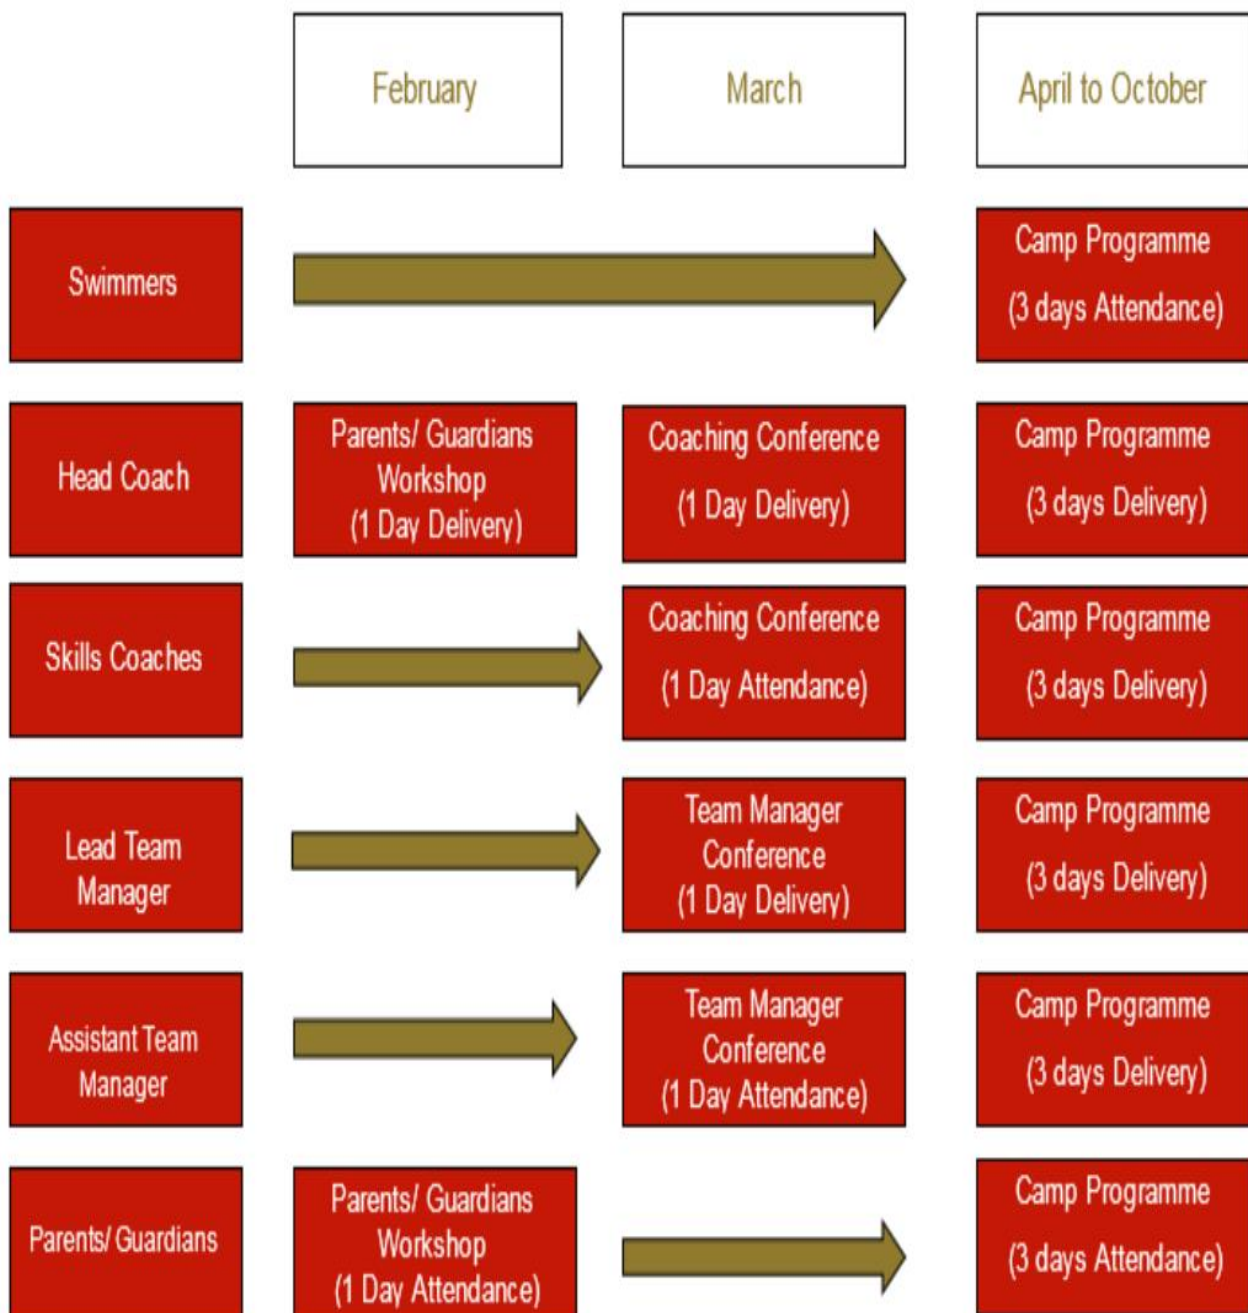 February
March
April to October
Swimmers
Camp Programme
(3 days Attendance)
Head Coach
Parents/ Guardians
Workshop
(1 Day Delivery)
Coaching Conference
(1 Day Delivery)
Camp Programme
(3 days Delivery)
Skills Coaches
Coaching Conference
(1 Day Attendance)
Camp Programme
(3 days Delivery)
Lead Team
Manager
Team Manager
Conference
(1 Day Delivery)
Camp Programme
(3 days Delivery)
Assistant Team
Manager
Team Manager
Conference
(1 Day Attendance)
Camp Programme
(3 days Delivery)
Parents/ Guardians
Parents/ Guardians
Workshop
(1 Day Attendance)
Camp Programme
(3 days Attendance)